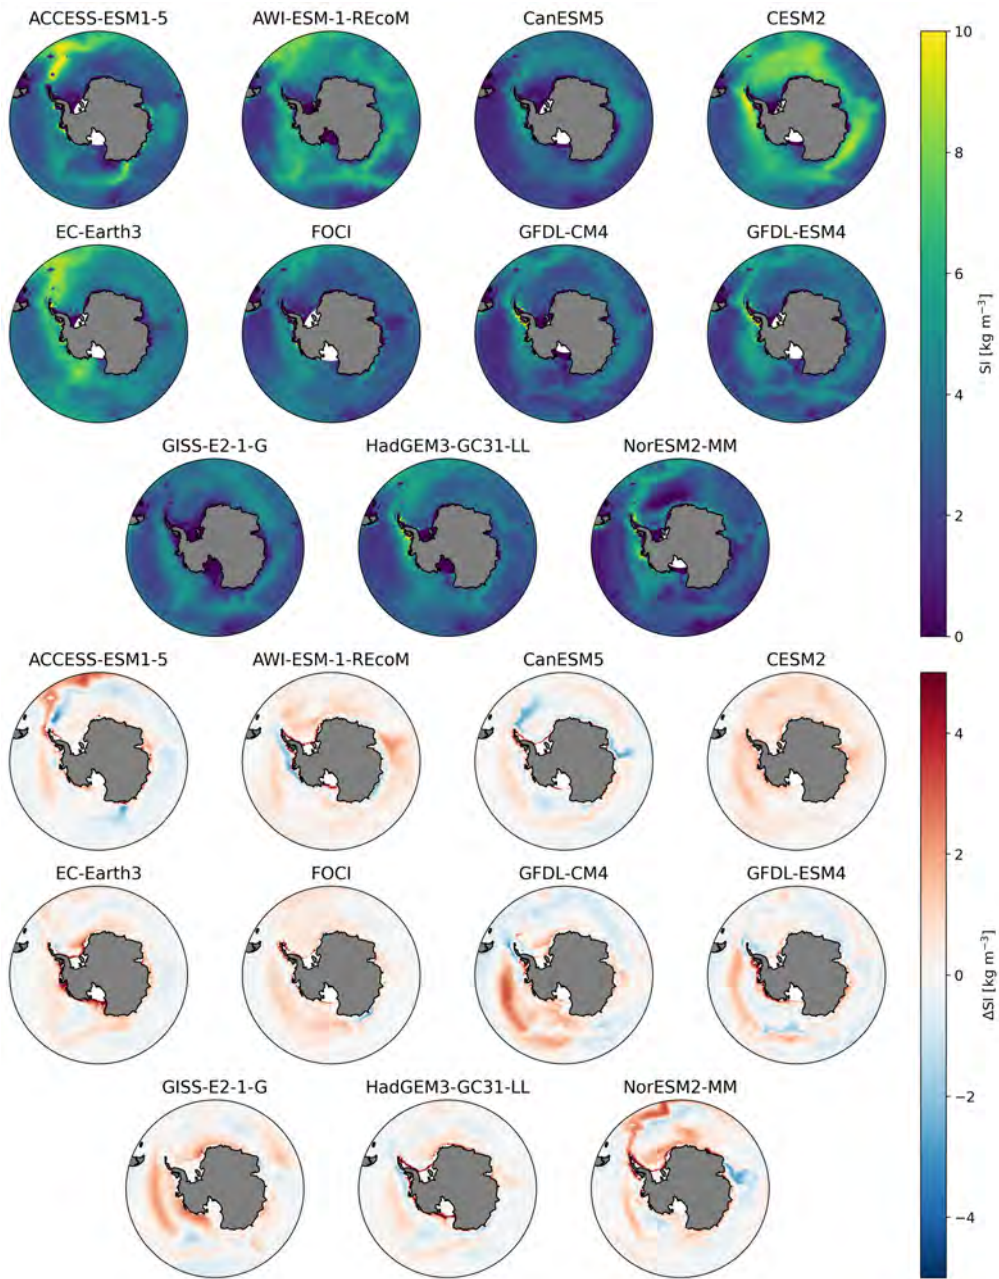 ACCESS-ESM1-5 AWI-ESM-1-REcoM CanESM5 CESM2
EC-Earth3 FOCI GFDL-CM4 GFDL-ESM4
GISS-E2-1-G HadGEM3-GC31-LL NorESM2-MM
10
8
6
4
2
0
SI [kg m⁻³]
ACCESS-ESM1-5 AWI-ESM-1-REcoM CanESM5 CESM2
EC-Earth3 FOCI GFDL-CM4 GFDL-ESM4
GISS-E2-1-G HadGEM3-GC31-LL NorESM2-MM
4
2
0
−2
−4
ΔSI [kg m⁻³]